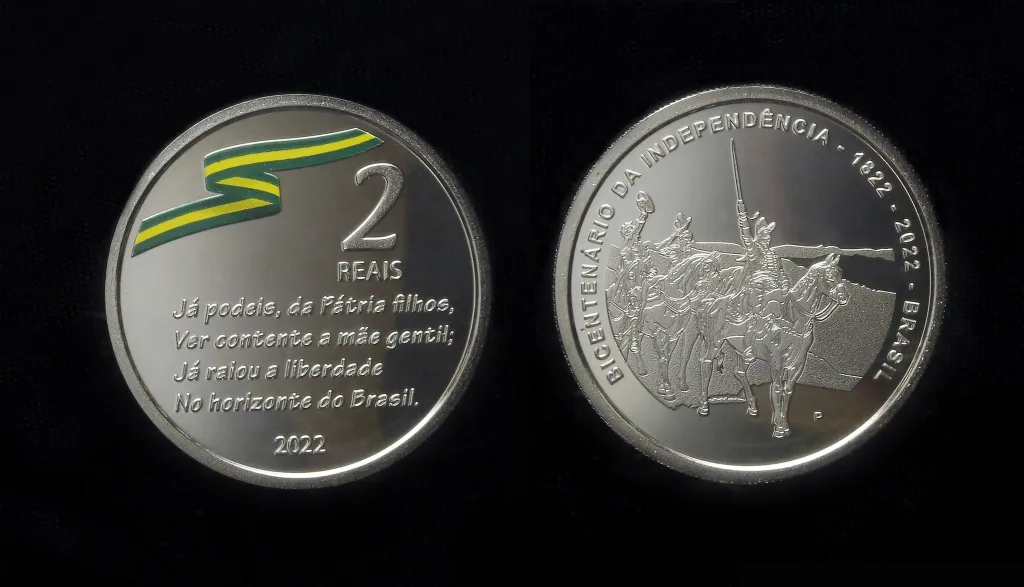 2
REAIS
Já podeis, da Pátria filhos,
Ver contente a mãe gentil;
Já raiou a liberdade
No horizonte do Brasil.
2022
BICENTENÁRIO DA INDEPENDÊNCIA - 1822 - 2022 - BRASIL
P